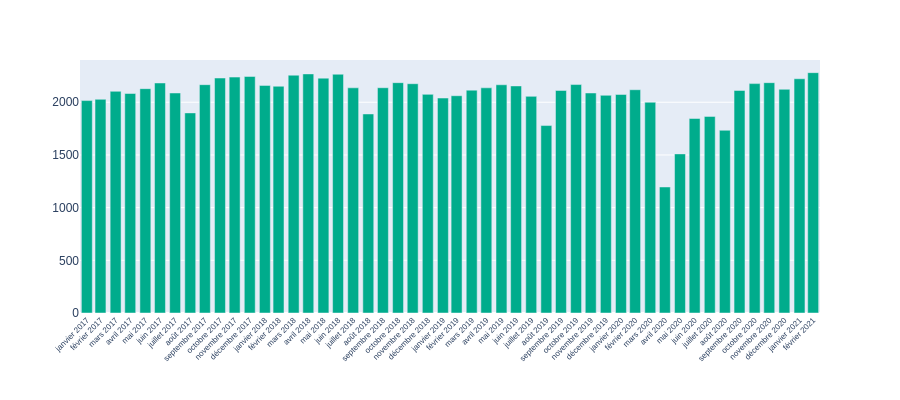 2000
1500
1000
500
0
janvier 2017
février 2017
mars 2017
avril 2017
mai 2017
juin 2017
juillet 2017
août 2017
septembre 2017
octobre 2017
novembre 2017
décembre 2017
janvier 2018
février 2018
mars 2018
avril 2018
mai 2018
juin 2018
juillet 2018
août 2018
septembre 2018
octobre 2018
novembre 2018
décembre 2018
janvier 2019
février 2019
mars 2019
avril 2019
mai 2019
juin 2019
juillet 2019
août 2019
septembre 2019
octobre 2019
novembre 2019
décembre 2019
janvier 2020
février 2020
mars 2020
avril 2020
mai 2020
juin 2020
juillet 2020
août 2020
septembre 2020
octobre 2020
novembre 2020
décembre 2020
janvier 2021
février 2021